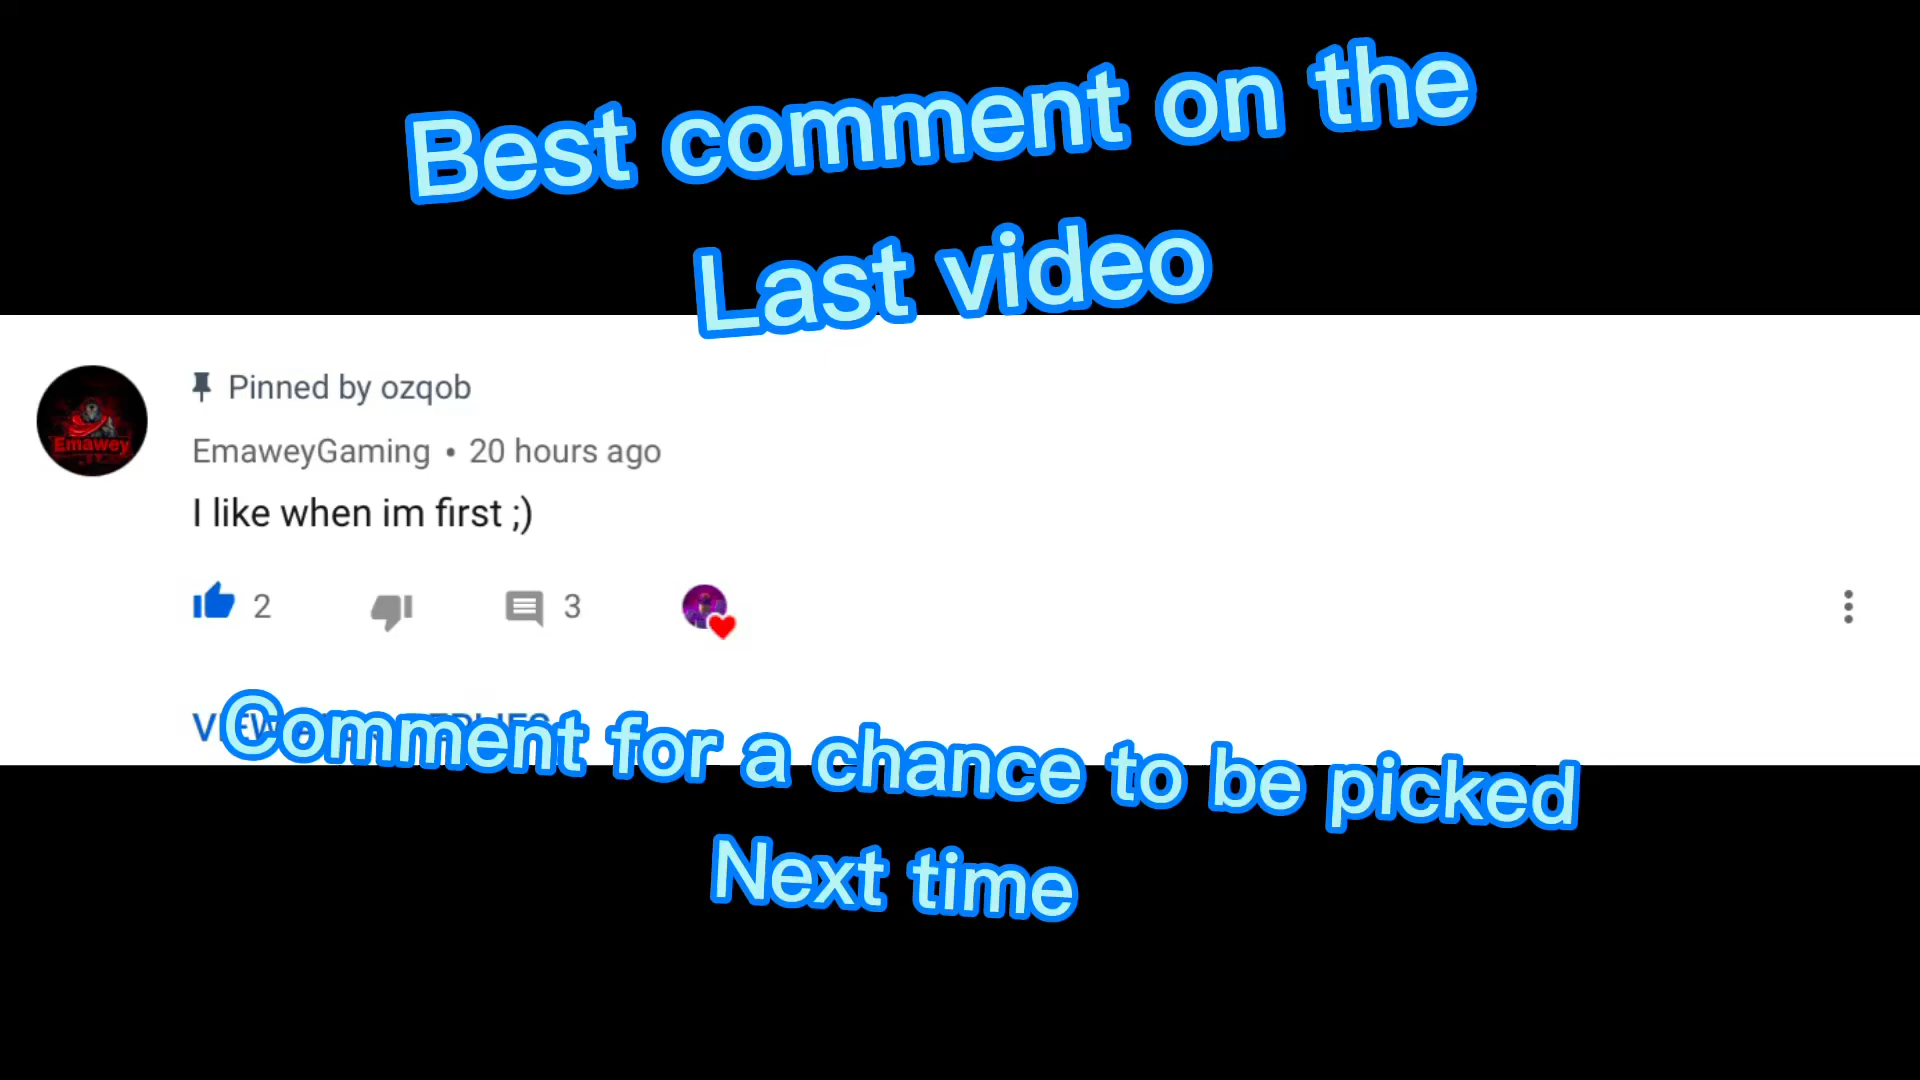 Best comment on the
Last video
Pinned by ozqob
EmaweyGaming • 20 hours ago
Emawey
I like when im first ;)
2
3
Comment for a chance to be picked
Next time